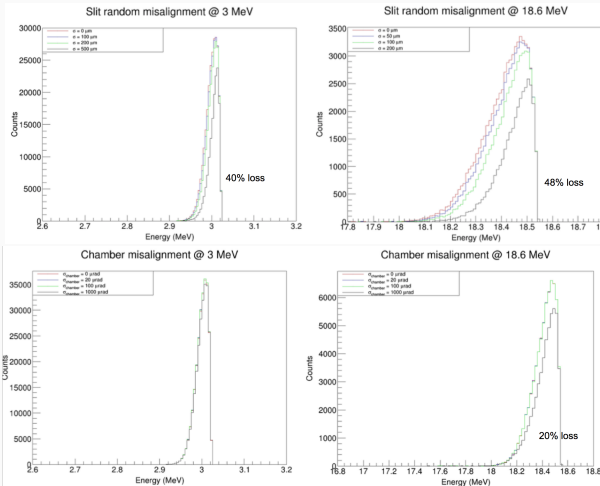 Slit random misalignment @ 3 MeV
30000
25000
20000
15000
10000
5000
0
Counts
σ = 0 μm
σ = 100 μm
σ = 200 μm
σ = 500 μm
40% loss
2.6 2.7 2.8 2.9 3 3.1 3.2
Energy (MeV)
Slit random misalignment @ 18.6 MeV
3500
3000
2500
2000
1500
1000
500
0
Counts
σ = 0 μm
σ = 50 μm
σ = 100 μm
σ = 200 μm
48% loss
17.8 17.9 18 18.1 18.2 18.3 18.4 18.5 18.6 18.7
Energy (MeV)
Chamber misalignment @ 3 MeV
35000
30000
25000
20000
15000
10000
5000
0
Counts
σchamber = 0 μrad
σchamber = 20 μrad
σchamber = 100 μrad
σchamber = 1000 μrad
2.6 2.7 2.8 2.9 3 3.1 3.2
Energy (MeV)
Chamber misalignment @ 18.6 MeV
6000
5000
4000
3000
2000
1000
0
Counts
σchamber = 0 μrad
σchamber = 20 μrad
σchamber = 100 μrad
σchamber = 1000 μrad
20% loss
16.8 17 17.2 17.4 17.6 17.8 18 18.2 18.4 18.6 18.8
Energy (MeV)